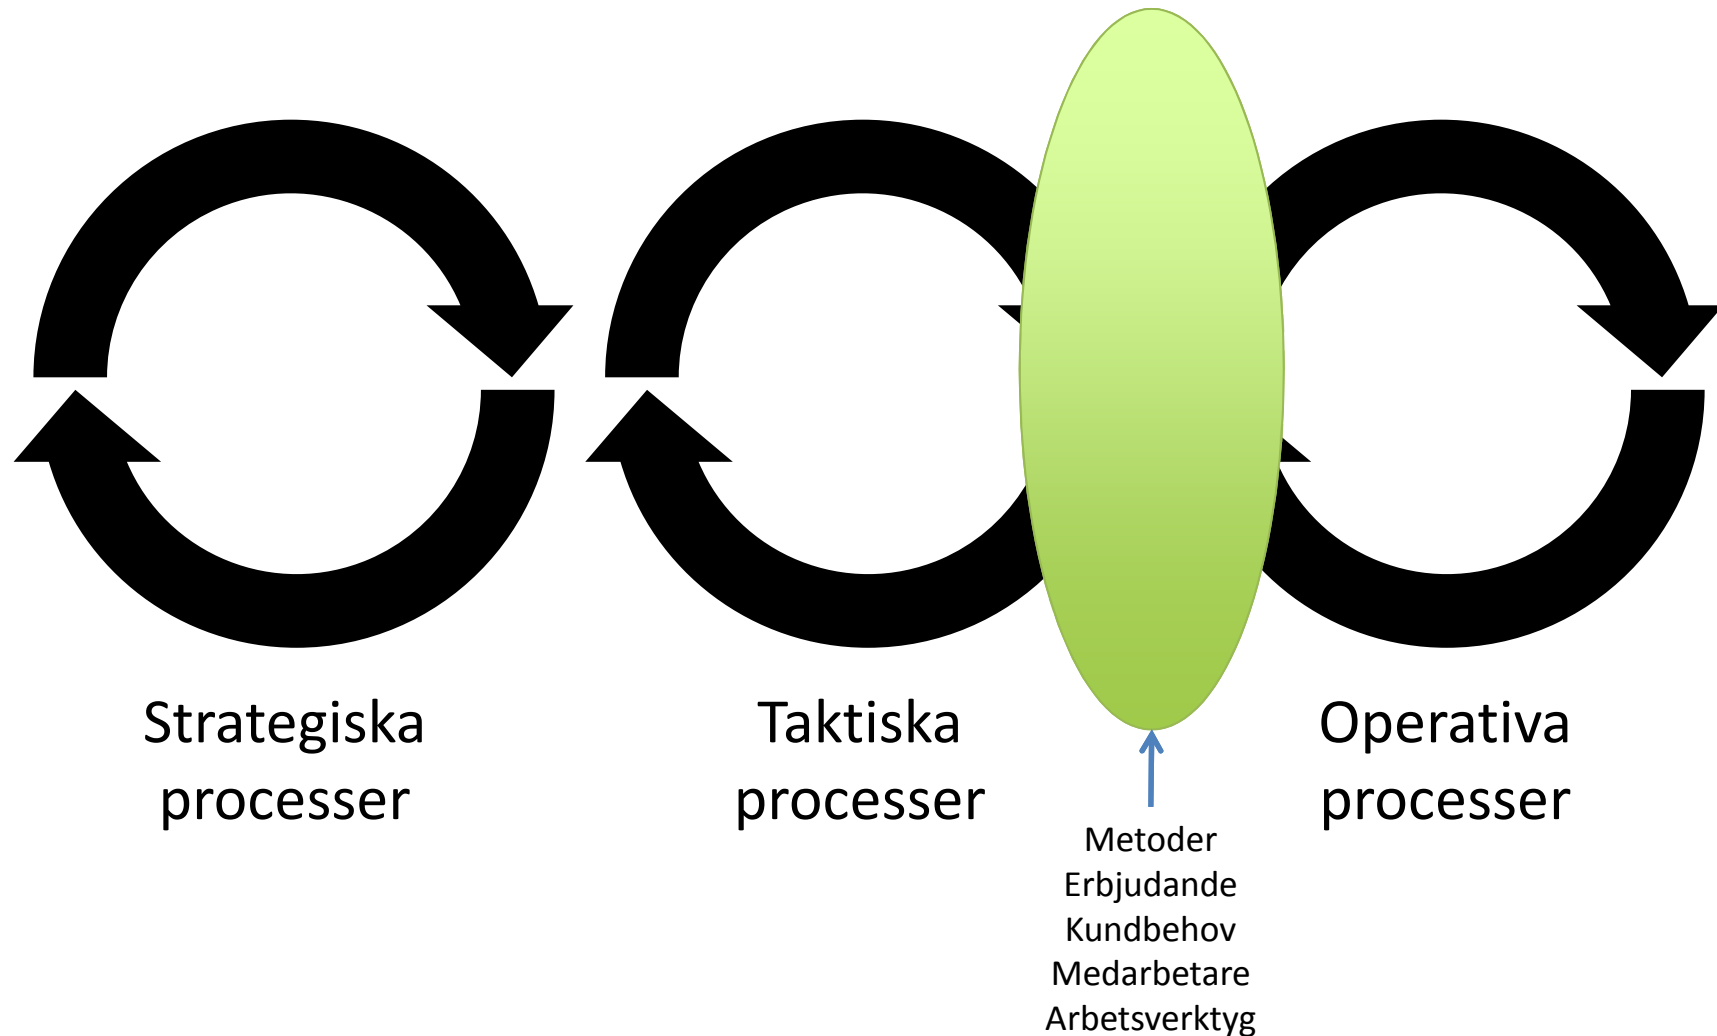 Strategiska
processer
Taktiska
processer
Operativa
processer
Metoder
Erbjudande
Kundbehov
Medarbetare
Arbetsverktyg